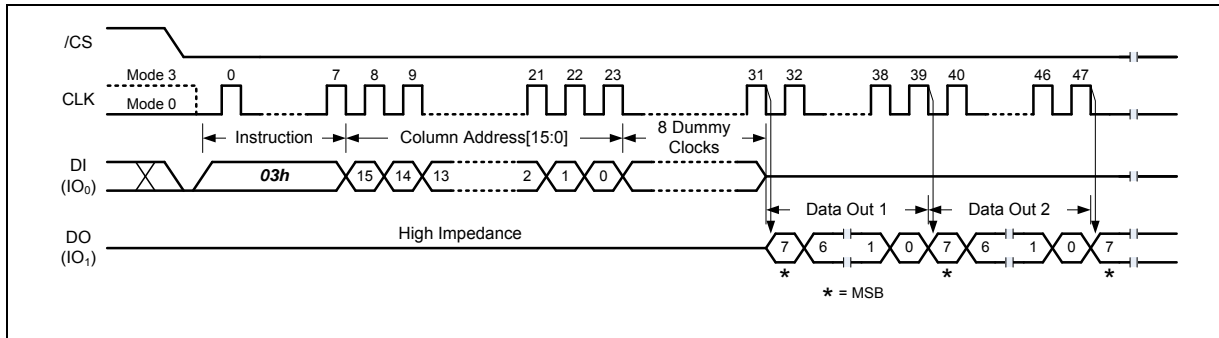 /CS
Mode 3 0 7 8 9 21 22 23 31 32 38 39 40 46 47
CLK
Mode 0
Instruction Column Address[15:0] 8 Dummy
Clocks
DI
(IO0)
03h 15 14 13 2 1 0
Data Out 1 Data Out 2
High Impedance
DO
(IO1)
7 6 1 0 7 6 1 0 7
* * *
* = MSB